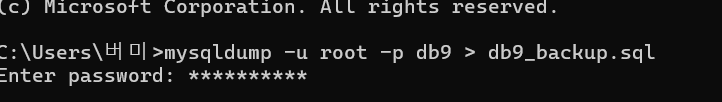 (c) Microsoft Corporation. All rights reserved.
C:\Users\버미>mysqldump -u root -p db9 > db9_backup.sql
Enter password: **********